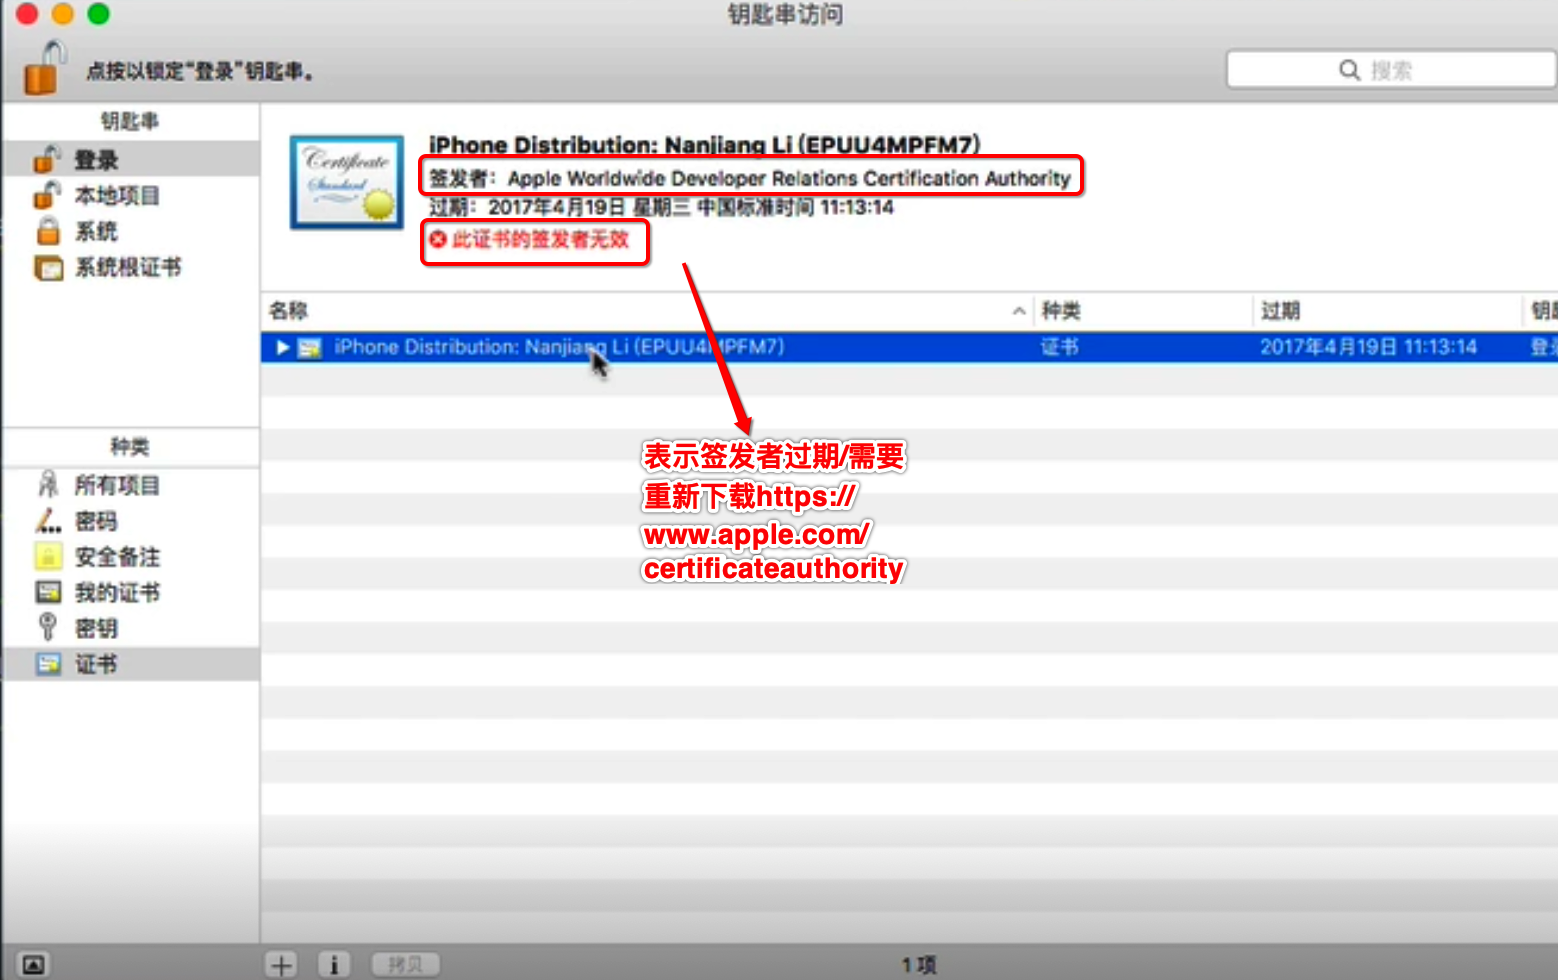 钥匙串访问
点按以锁定“登录”钥匙串。
搜索
钥匙串
登录
本地项目
系统
系统根证书
Certificate
Standard
iPhone Distribution: Nanjiang Li (EPUU4MPFM7)
签发者: Apple Worldwide Developer Relations Certification Authority
过期: 2017年4月19日 星期三 中国标准时间 11:13:14
此证书的签发者无效
名称 种类 过期
iPhone Distribution: Nanjiang Li (EPUU4MPFM7) 证书 2017年4月19日 11:13:14
表示签发者过期/需要
重新下载https://
www.apple.com/
certificateauthority
种类
所有项目
密码
安全备注
我的证书
密钥
证书
拷贝
1 项